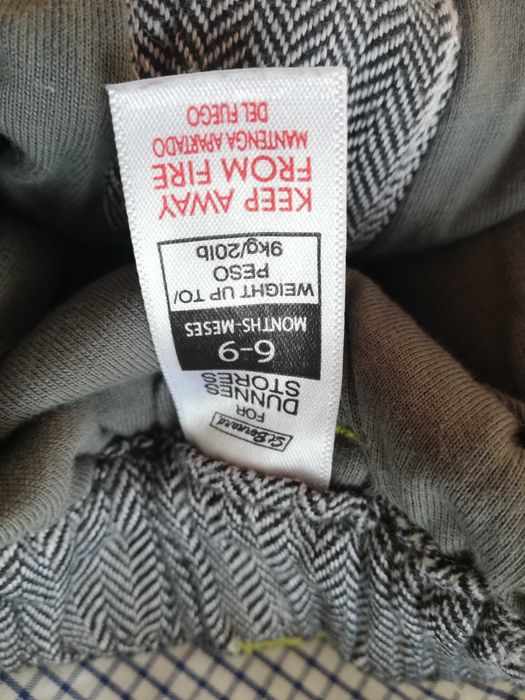 St Bernard
FOR
DUNNES
STORES
6-9
MONTHS-MESES
WEIGHT UP TO/
PESO
9kg/20lb
KEEP AWAY
FROM FIRE
MANTENGA APARTADO
DEL FUEGO